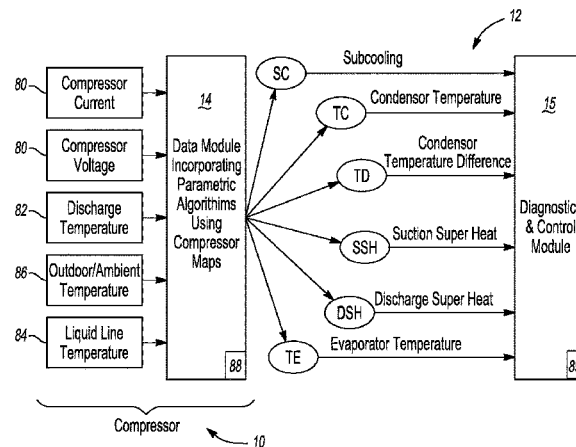 12
80
Compressor
Current
80
Compressor
Voltage
82
Discharge
Temperature
86
Outdoor/Ambient
Temperature
84
Liquid Line
Temperature
14
Data Module
Incorporating
Parametric
Algorithims
Using
Compressor
Maps
88
SC
Subcooling
TC
Condensor Temperature
TD
Condensor
Temperature Difference
SSH
Suction Super Heat
DSH
Discharge Super Heat
TE
Evaporator Temperature
15
Diagnostic
& Control
Module
Compressor
10